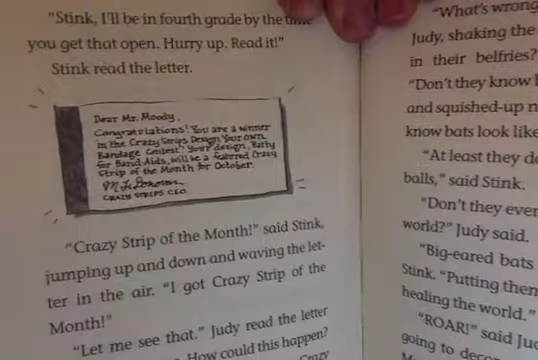 "Stink, I'll be in fourth grade by the time
you get that open. Hurry up. Read it!"
Stink read the letter.
Dear Mr. Moody,
Congratulations! You are a winner
in the Crazy Strips Design Your Own
Bandage Contest! Your design, Batty
for Band-Aids, will be a featured Crazy
Strip of the Month for October.
CRAZY STRIPS CEO
"Crazy Strip of the Month!" said Stink,
jumping up and down and waving the let-
ter in the air. "I got Crazy Strip of the
Month!"
"Let me see that." Judy read the letter
How could this happen?
Crazy
"What's wrong
Judy, shaking the
in their belfries?
"Don't they know
and squished-up n
know bats look like
"At least they do
balls," said Stink.
"Don't they ever
world?" Judy said.
"Big-eared bats
Stink. "Putting them
healing the world."
"ROAR!" said Jud
going to